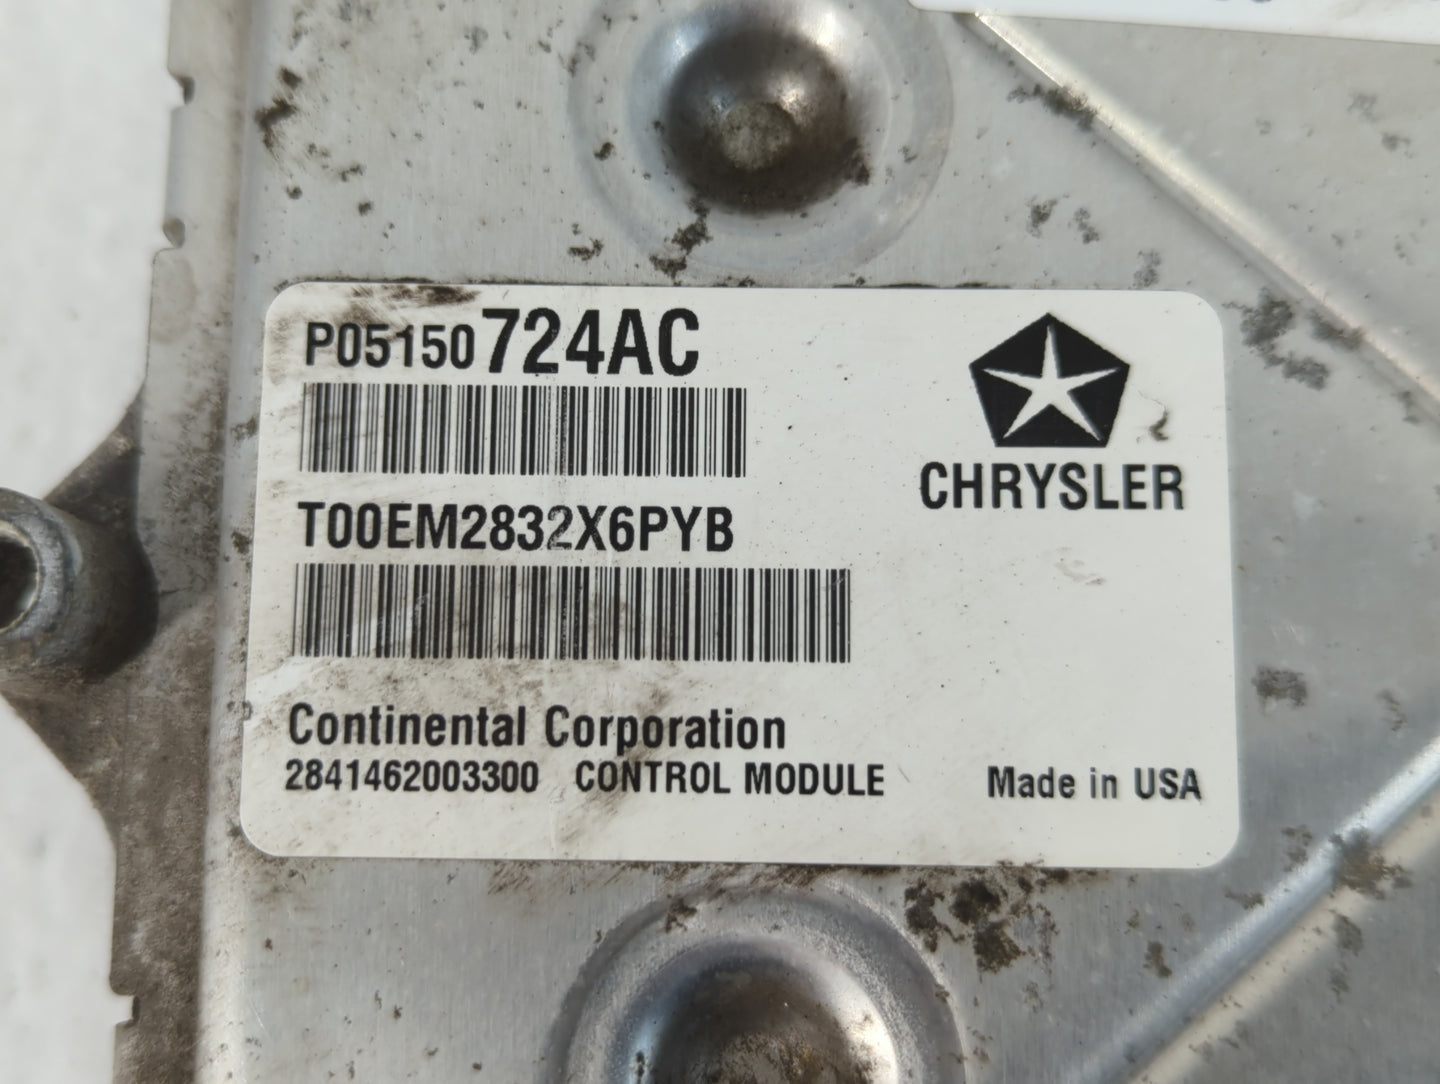 P05150724AC
CHRYSLER
T00EM2832X6PYB
Continental Corporation
2841462003300 CONTROL MODULE Made in USA